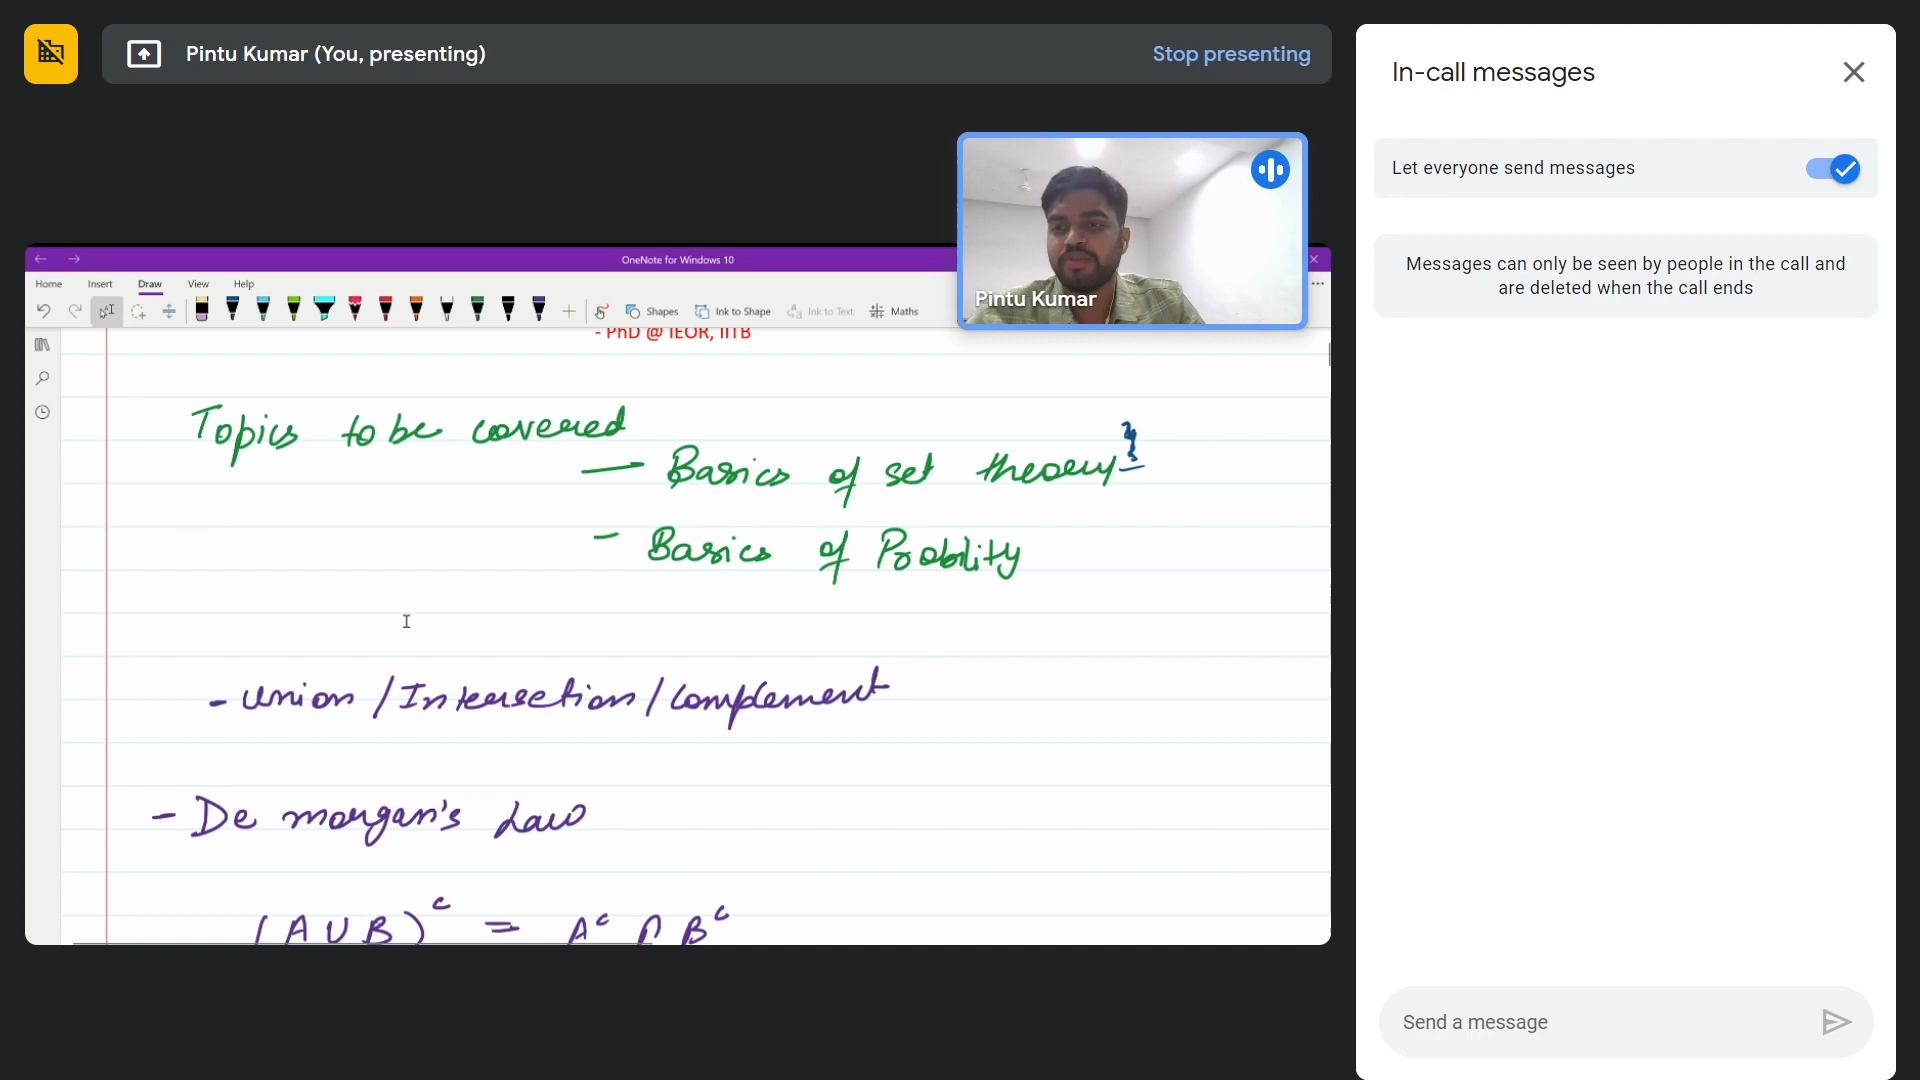 Pintu Kumar (You, presenting)
Stop presenting
In-call messages
Let everyone send messages
Messages can only be seen by people in the call and
are deleted when the call ends
Pintu Kumar
OneNote for Windows 10
Home Insert Draw View Help
Shapes Ink to Shape Ink to Text Maths
- PhD @ IEOR, IITB
Topics to be covered
— Basics of set theory
- Basics of Probility
- Union / Intersection / Complement
- De morgan's Law
(A ∪ B)ᶜ = Aᶜ ∩ Bᶜ
Send a message